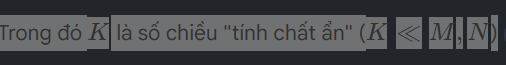 Trong đó K là số chiều "tính chất ẩn" (K ≪ M, N)